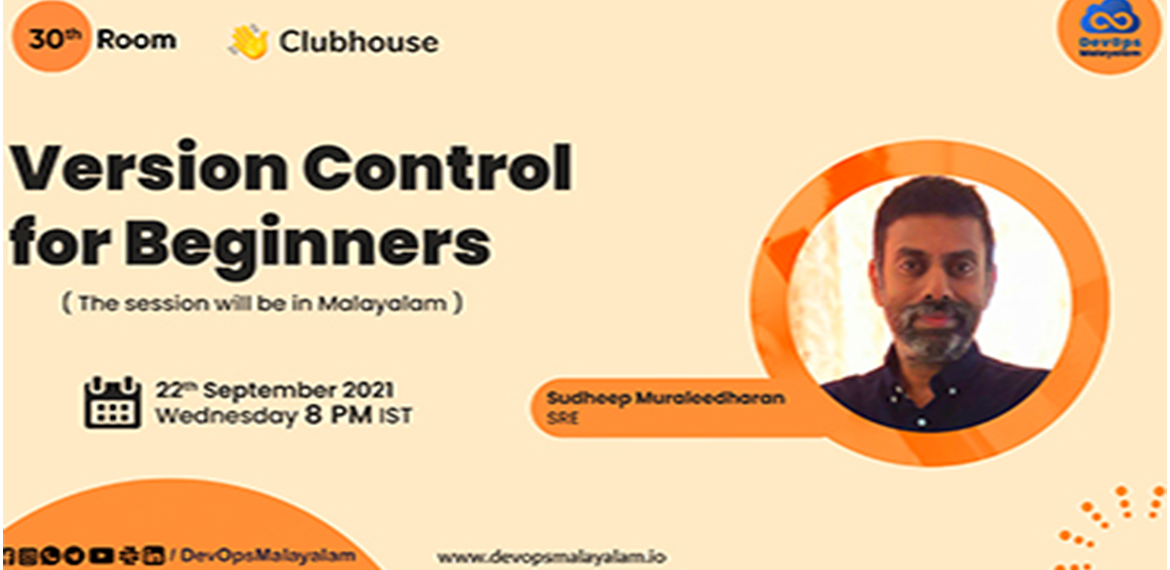 30th Room
Clubhouse
DevOps
Malayalam
Version Control
for Beginners
( The session will be in Malayalam )
22th September 2021
Wednesday 8 PM IST
Sudheep Muraleedharan
SRE
/ DevOpsMalayalam
www.devopsmalayalam.io